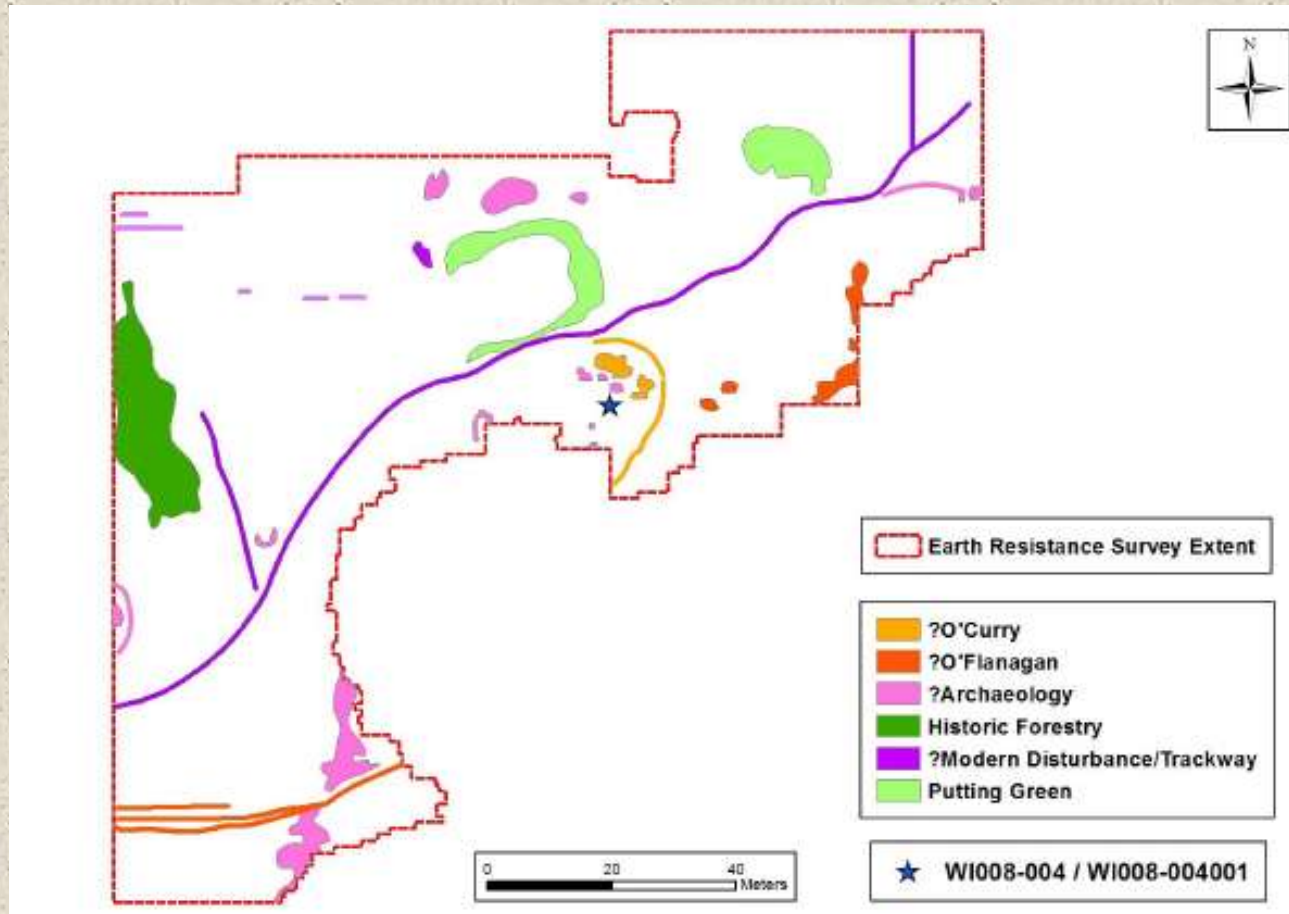 N
Earth Resistance Survey Extent
?O'Curry
?O'Flanagan
?Archaeology
Historic Forestry
?Modern Disturbance/Trackway
Putting Green
0 20 40
Meters
WI008-004 / WI008-004001